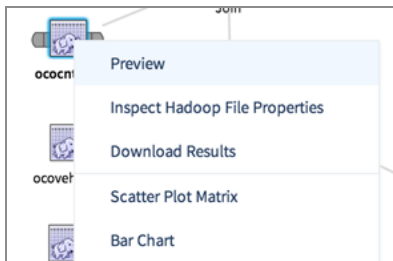 Join
Preview
ococnt
Inspect Hadoop File Properties
Download Results
ocoveh
Scatter Plot Matrix
Bar Chart